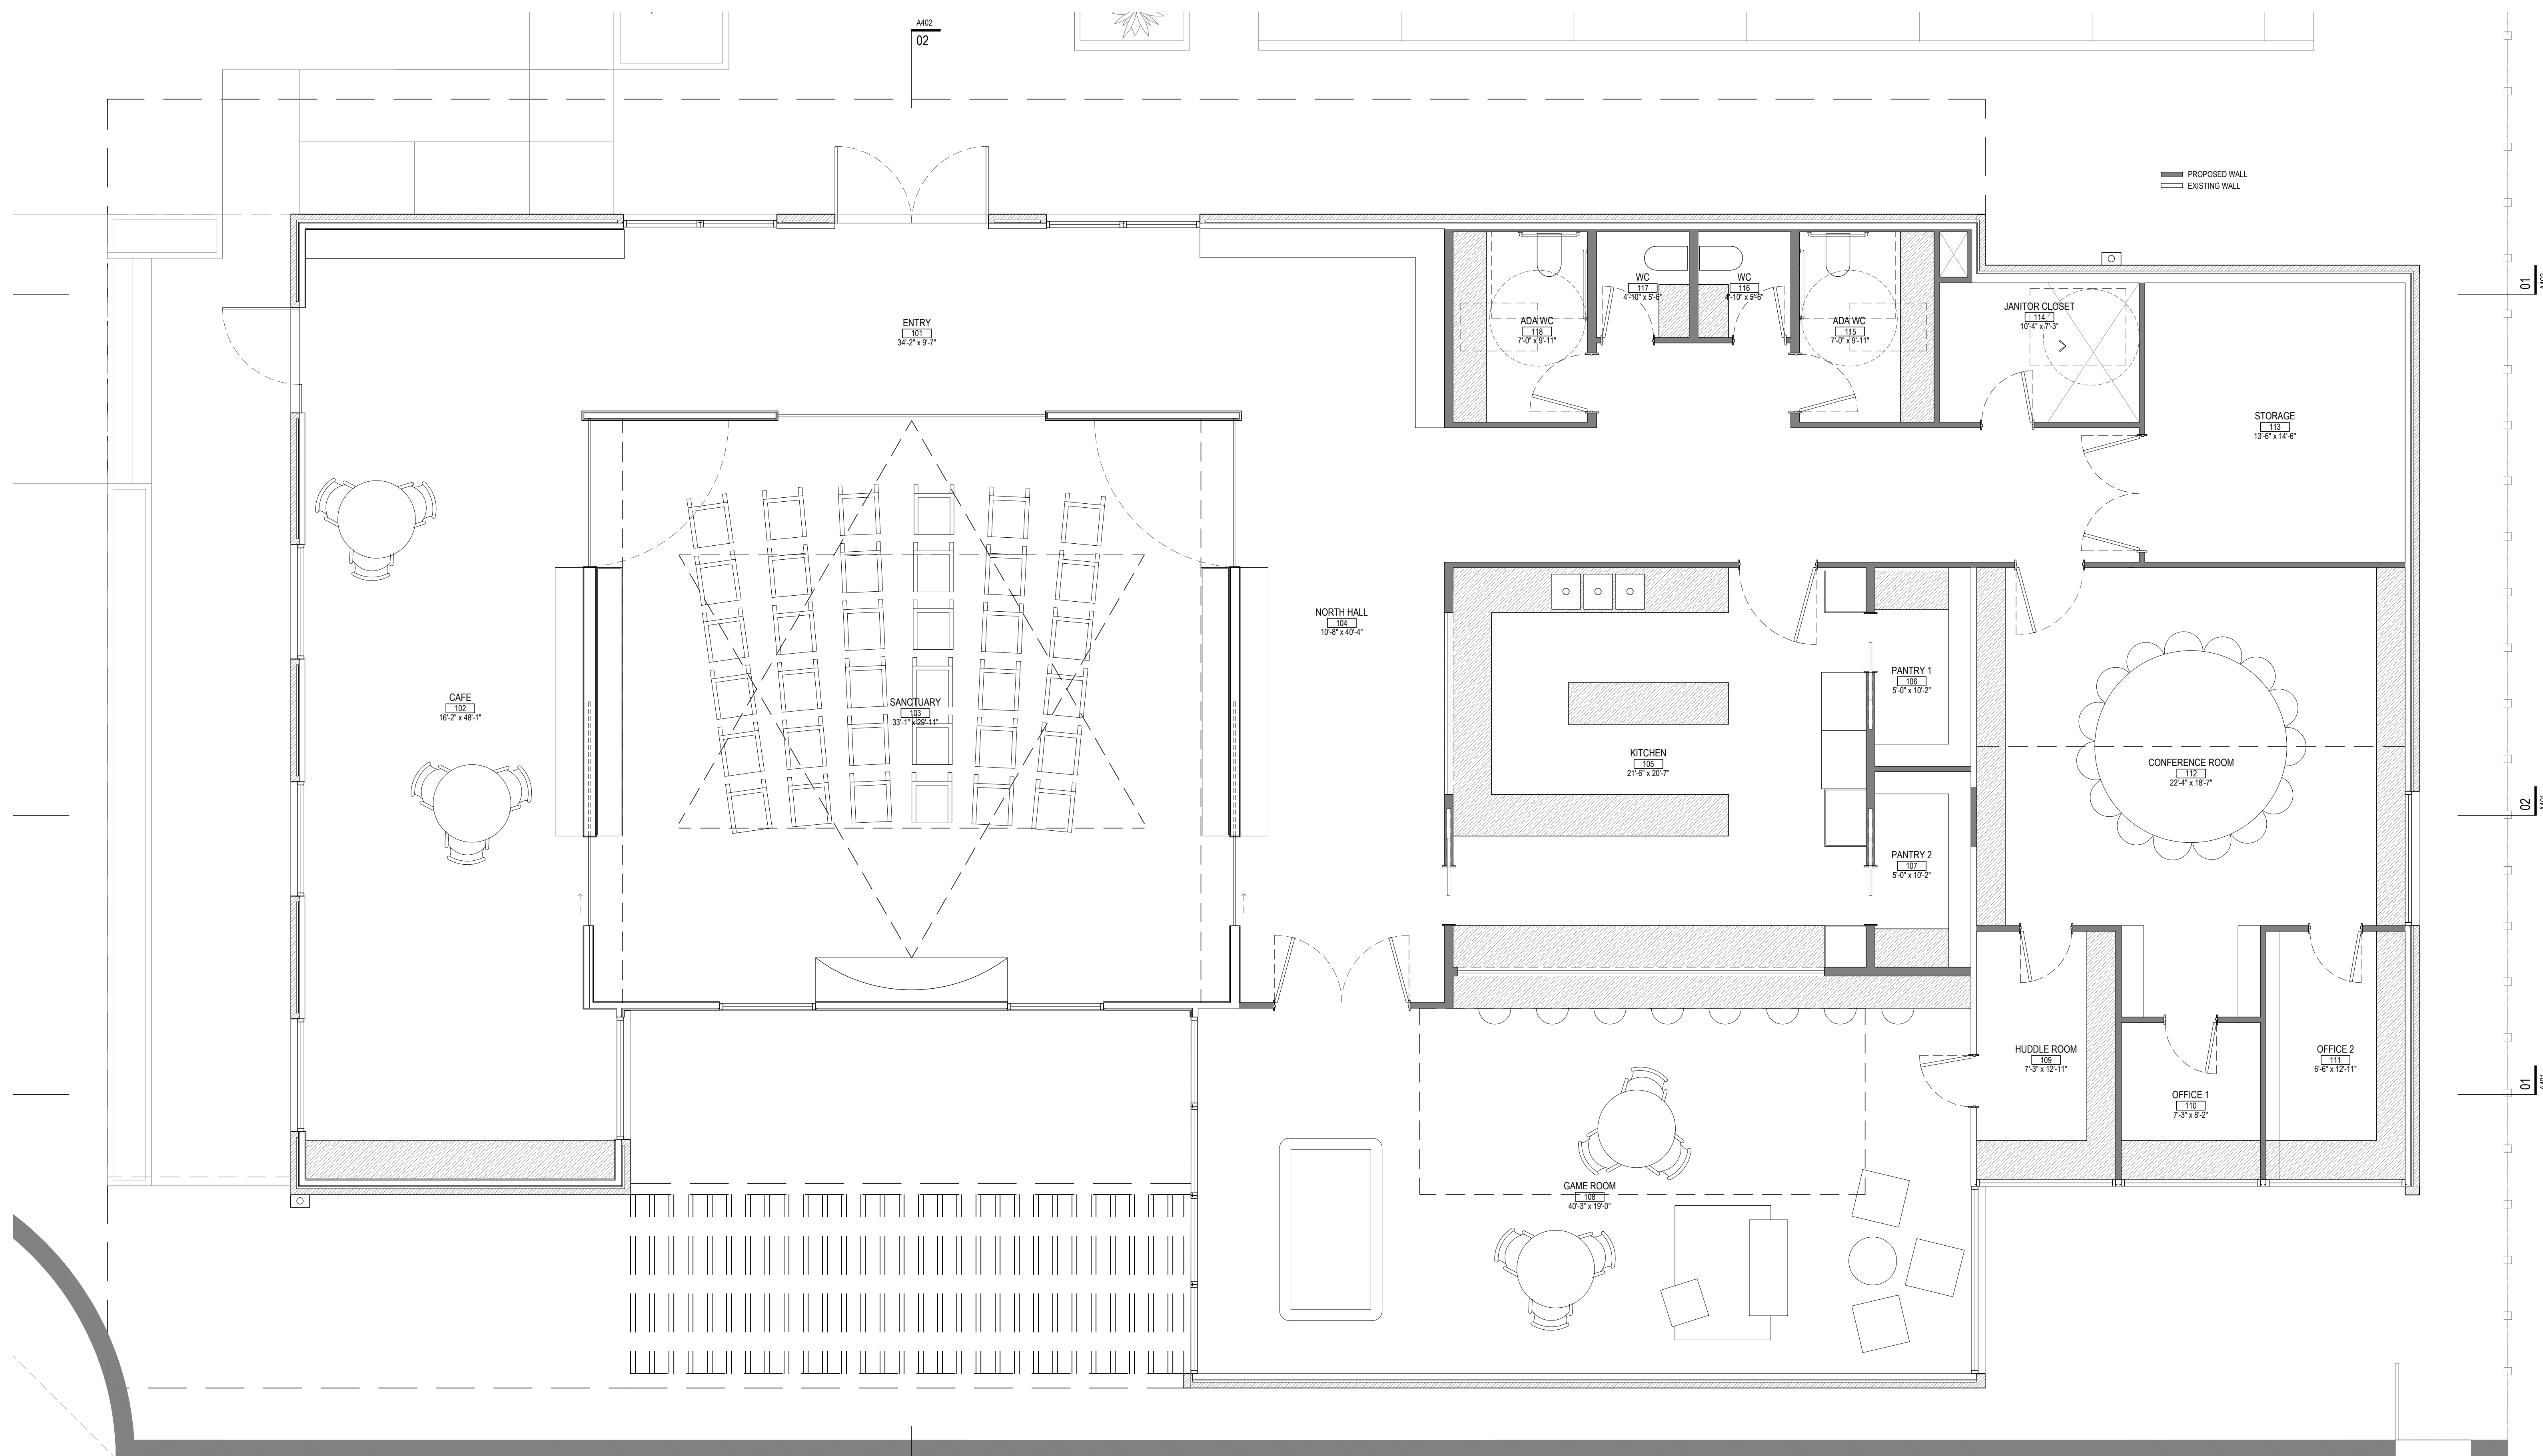 A402
02
PROPOSED WALL
EXISTING WALL
01
A402
ENTRY
101
34'-2" x 9'-7"
WC
117
4'-10" x 5'-6"
WC
116
4'-10" x 5'-6"
ADA WC
118
7'-0" x 9'-11"
ADA WC
115
7'-0" x 9'-11"
JANITOR CLOSET
114
10'-4" x 7'-3"
STORAGE
113
13'-6" x 14'-6"
NORTH HALL
104
10'-8" x 40'-4"
CAFE
102
16'-2" x 48'-1"
SANCTUARY
103
33'-1" x 29'-11"
PANTRY 1
106
5'-0" x 10'-2"
KITCHEN
105
21'-6" x 20'-7"
CONFERENCE ROOM
112
22'-4" x 18'-7"
02
A401
PANTRY 2
107
5'-0" x 10'-2"
HUDDLE ROOM
109
7'-3" x 12'-11"
OFFICE 1
110
7'-3" x 8'-2"
OFFICE 2
111
6'-6" x 12'-11"
01
A401
GAME ROOM
108
40'-3" x 19'-0"